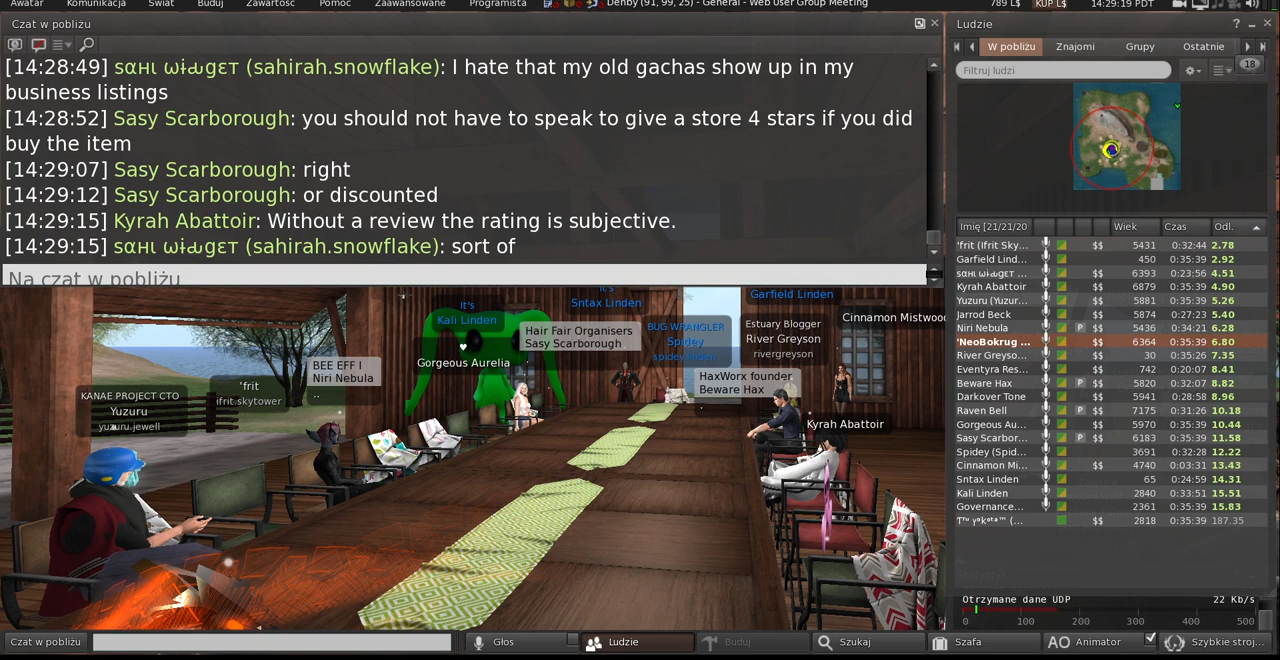 Awatar Komunikacja Świat Buduj Zawartość Pomoc Zaawansowane Programista Denby (91, 99, 25) - General - Web User Group Meeting 789 L$ KUP L$ 14:29:19 PDT
Czat w pobliżu
[14:28:49] sαнι ωɨԃgεт (sahirah.snowflake): I hate that my old gachas show up in my
business listings
[14:28:52] Sasy Scarborough: you should not have to speak to give a store 4 stars if you did
buy the item
[14:29:07] Sasy Scarborough: right
[14:29:12] Sasy Scarborough: or discounted
[14:29:15] Kyrah Abattoir: Without a review the rating is subjective.
[14:29:15] sαнι ωɨԃgεт (sahirah.snowflake): sort of
Na czat w pobliżu
It's
Kali Linden
It's
Sntax Linden
Garfield Linden
Hair Fair Organisers
Sasy Scarborough
BUG WRANGLER
Spidey
spidey.linden
Estuary Blogger
River Greyson
rivergreyson
Cinnamon Mistwoo
♥
Gorgeous Aurelia
BEE EFF I
Niri Nebula
..
'frit
ifrit.skytower
KANAE PROJECT CTO
Yuzuru
yuzuru.jewell
HaxWorx founder
Beware Hax
Kyrah Abattoir
Ludzie
W pobliżu Znajomi Grupy Ostatnie
Filtruj ludzi
18
Imię [21/21/20 Wiek Czas Odl.
'frit (Ifrit Sky... $$ 5431 0:32:44 2.78
Garfield Lind... 450 0:35:39 2.92
sαнι ωɨԃgεт ... $$ 6393 0:23:56 4.51
Kyrah Abattoir 6879 0:35:39 4.90
Yuzuru (Yuzur... $$ 5881 0:35:39 5.26
Jarrod Beck $$ 5874 0:27:23 5.40
Niri Nebula P $$ 5436 0:34:21 6.28
'NeoBokrug ... $$ 6364 0:35:39 6.80
River Greyso... $$ 30 0:35:26 7.35
Eventyra Res... 742 0:20:07 8.41
Beware Hax P $$ 5820 0:32:07 8.82
Darkover Tone $$ 5941 0:28:58 8.96
Raven Bell P $$ 7175 0:31:26 10.18
Gorgeous Au... $$ 5970 0:35:39 10.44
Sasy Scarbor... P $$ 6183 0:35:39 11.58
Spidey (Spid... 3691 0:32:28 12.22
Cinnamon Mi... $$ 4740 0:03:31 13.43
Sntax Linden 65 0:24:59 14.31
Kali Linden 2840 0:33:51 15.51
Governance... 2361 0:35:39 15.83
$$ 2818 0:35:39 187.35
Otrzymane dane UDP 22 Kb/s
0 100 200 300 400 500
Czat w pobliżu Głos Ludzie Buduj Szukaj Szafa AO Animator Szybkie stroj...